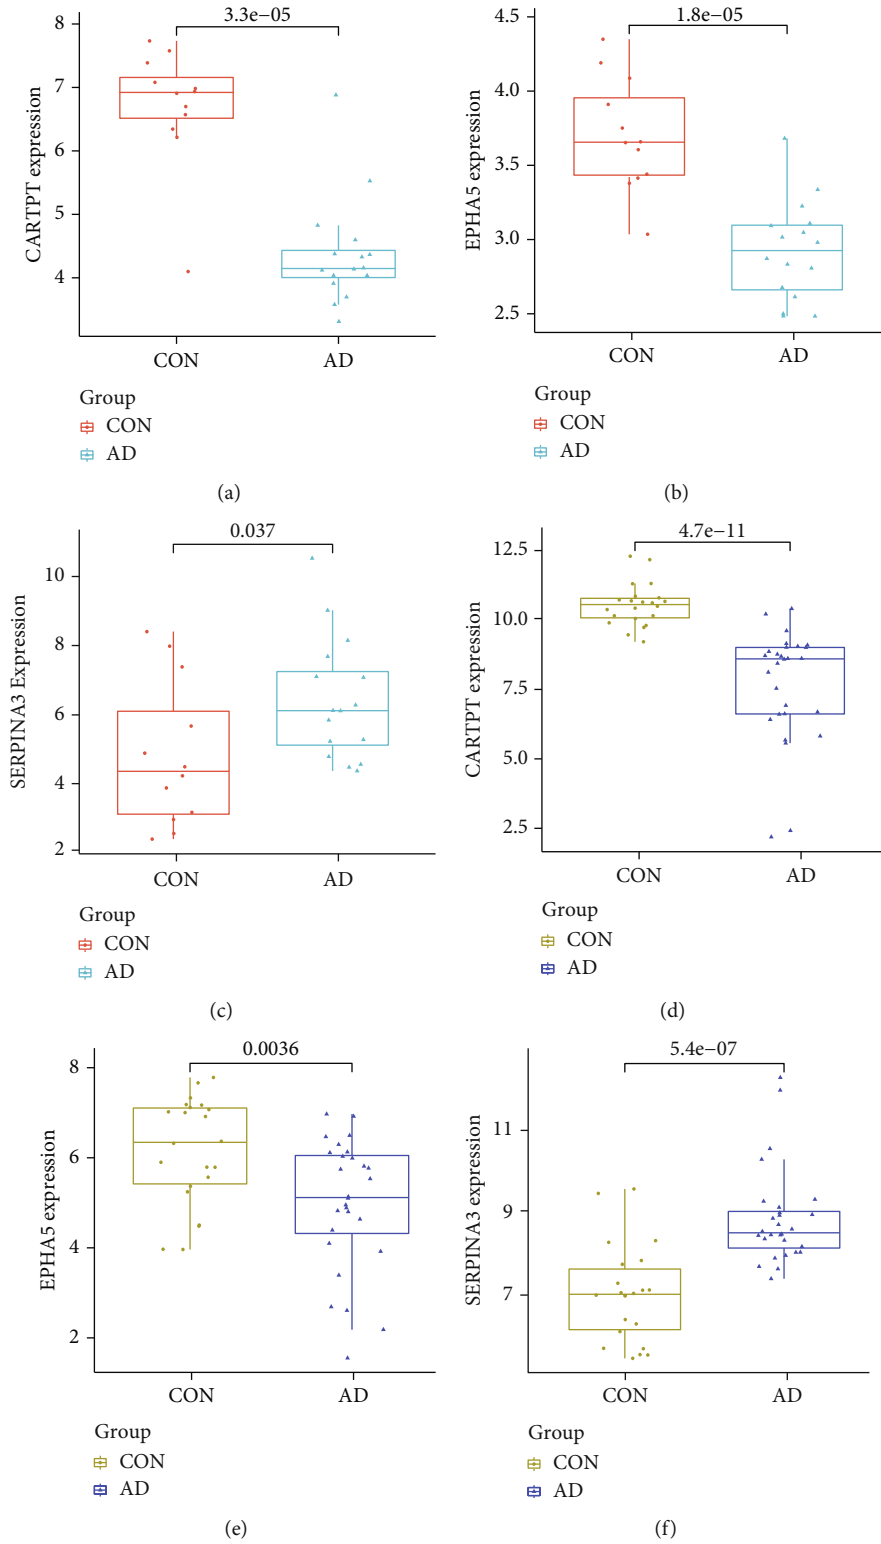 3.3e−05
8
7
6
5
4
CARTPT expression
CON AD
Group
CON
AD
(a)
1.8e−05
4.5
4.0
3.5
3.0
2.5
EPHA5 expression
CON AD
Group
CON
AD
(b)
0.037
10
8
6
4
2
SERPINA3 Expression
CON AD
Group
CON
AD
(c)
4.7e−11
12.5
10.0
7.5
5.0
2.5
CARTPT expression
CON AD
Group
CON
AD
(d)
0.0036
8
6
4
2
EPHA5 expression
CON AD
Group
CON
AD
(e)
5.4e−07
11
9
7
SERPINA3 expression
CON AD
Group
CON
AD
(f)